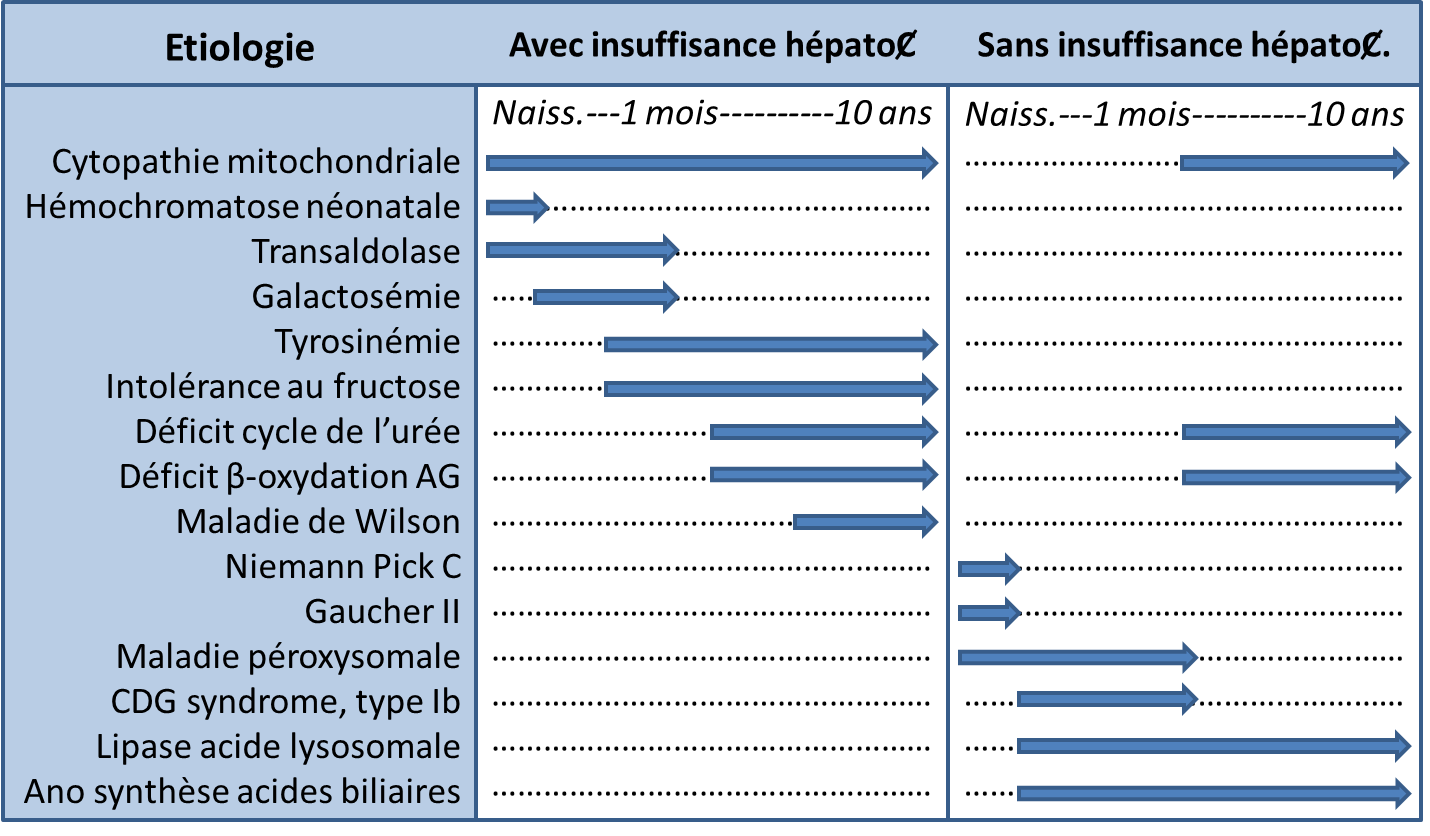 Etiologie
Avec insuffisance hépatoȻ
Sans insuffisance hépatoȻ.
Naiss.---1 mois----------10 ans
Naiss.---1 mois----------10 ans
Cytopathie mitochondriale
Hémochromatose néonatale
Transaldolase
Galactosémie
Tyrosinémie
Intolérance au fructose
Déficit cycle de l’urée
Déficit β-oxydation AG
Maladie de Wilson
Niemann Pick C
Gaucher II
Maladie péroxysomale
CDG syndrome, type Ib
Lipase acide lysosomale
Ano synthèse acides biliaires